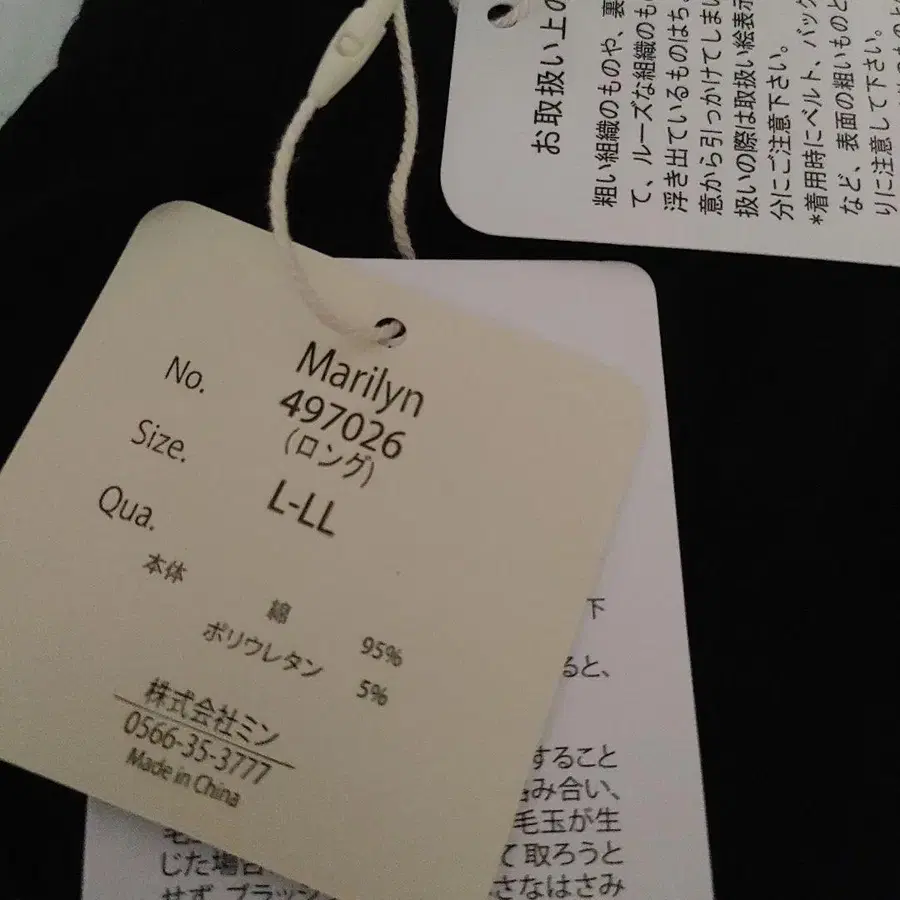 Marilyn
No. 497026
(ロング)
Size. L-LL
Qua.
本体
綿 95%
ポリウレタン 5%
株式会社ミン
0566-35-3777
Made in China
お取扱い上の
粗い組織のものや、裏
て、ルーズな組織のもの
浮き出ているものはち
意から引っかけてしまい
扱いの際は取扱い絵表示
分にご注意下さい。
*着用時にベルト、バッグ
など、表面の粗いものと
りに注意して下さい。
下
ると、
すること
み合い、
毛玉が生
じた場合
て取ろうと
せず ブラッシ
さなはさみ